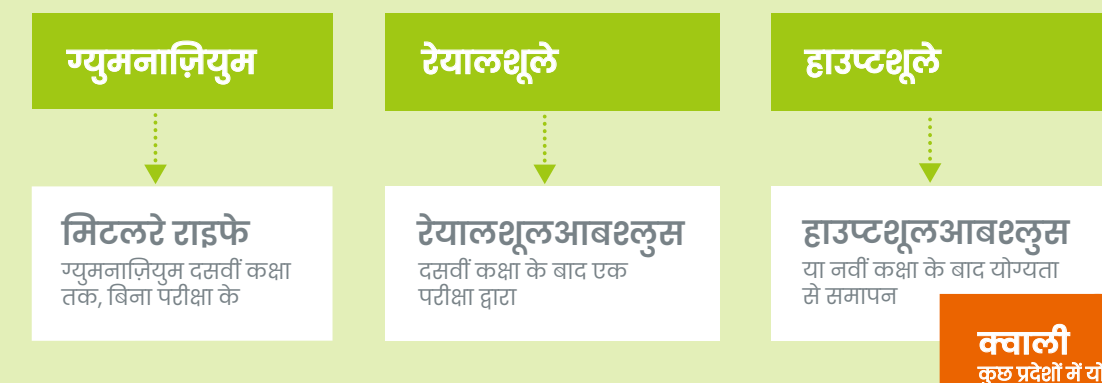 ग्युमनाज़ियुम
रेयालशूले
हाउप्टशूले
मिटलरे राइफे
ग्युमनाज़ियुम दसवीं कक्षा
तक, बिना परीक्षा के
रेयालशूलआबश्लुस
दसवीं कक्षा के बाद एक
परीक्षा द्वारा
हाउप्टशूलआबश्लुस
या नवीं कक्षा के बाद योग्यता
से समापन
क्वाली
कुछ प्रदेशों में